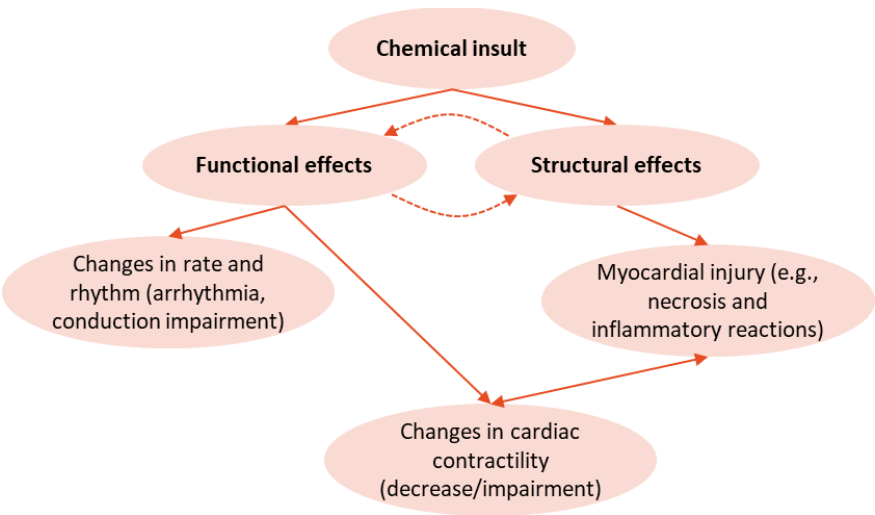 Chemical insult
Functional effects
Structural effects
Changes in rate and
rhythm (arrhythmia,
conduction impairment)
Myocardial injury (e.g.,
necrosis and
inflammatory reactions)
Changes in cardiac
contractility
(decrease/impairment)